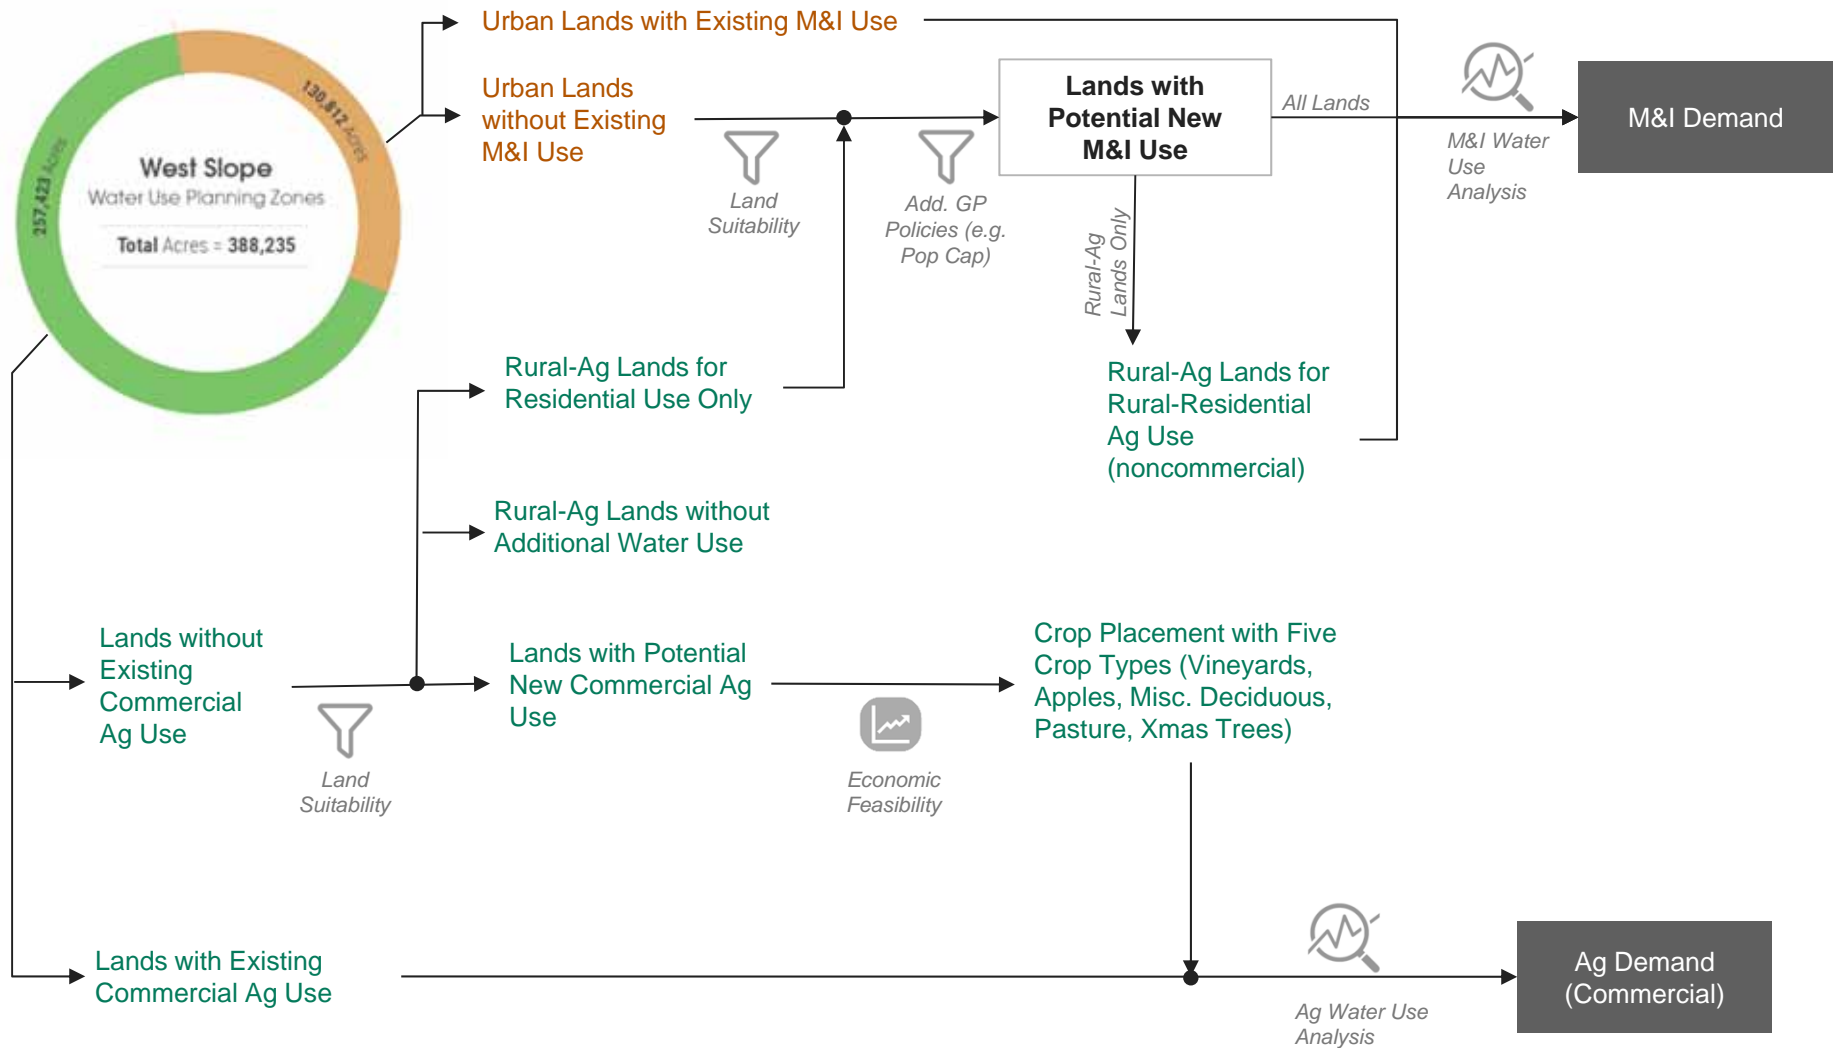 Urban Lands with Existing M&I Use
130,812 Acres
257,423 Acres
West Slope
Water Use Planning Zones
Total Acres = 388,235
Urban Lands
without Existing
M&I Use
Land
Suitability
Add. GP
Policies (e.g.
Pop Cap)
Lands with
Potential New
M&I Use
All Lands
M&I Water
Use
Analysis
M&I Demand
Rural-Ag
Lands Only
Rural-Ag Lands for
Residential Use Only
Rural-Ag Lands for
Rural-Residential
Ag Use
(noncommercial)
Rural-Ag Lands without
Additional Water Use
Lands without
Existing
Commercial
Ag Use
Land
Suitability
Lands with Potential
New Commercial Ag
Use
Economic
Feasibility
Crop Placement with Five
Crop Types (Vineyards,
Apples, Misc. Deciduous,
Pasture, Xmas Trees)
Lands with Existing
Commercial Ag Use
Ag Water Use
Analysis
Ag Demand
(Commercial)